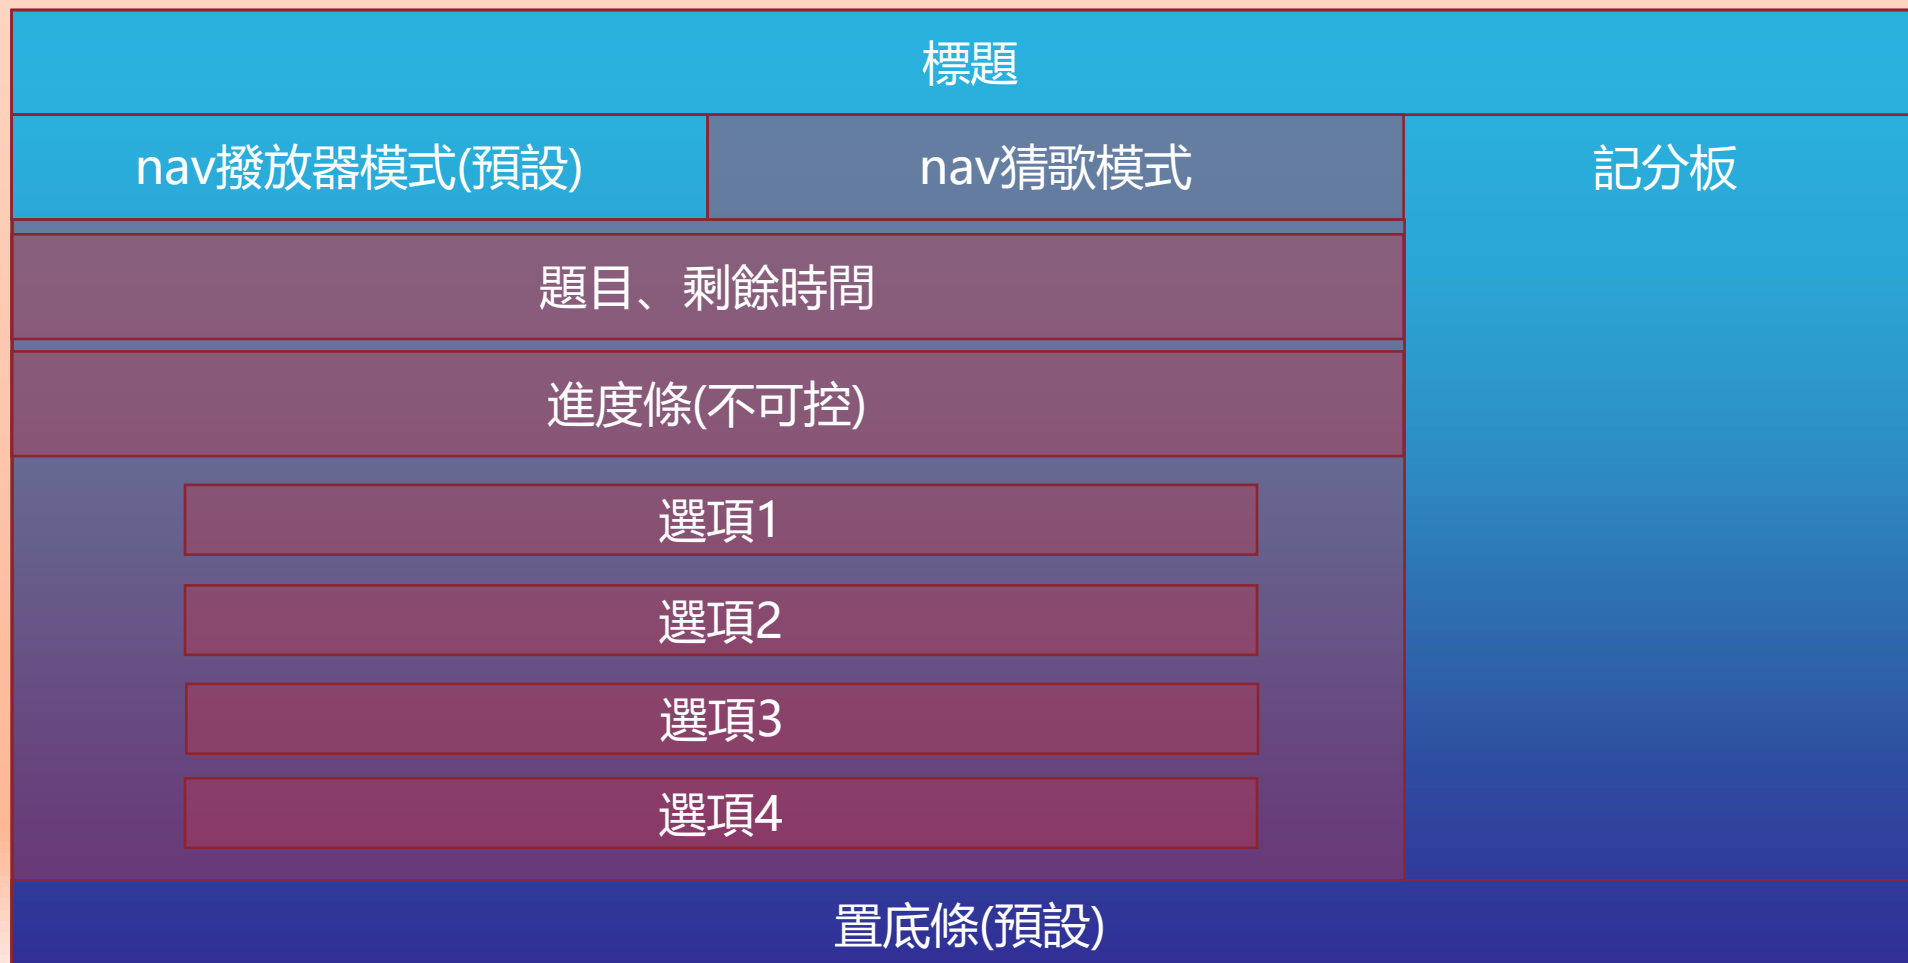 標題
nav撥放器模式(預設)
nav猜歌模式
記分板
題目、剩餘時間
進度條(不可控)
選項1
選項2
選項3
選項4
置底條(預設)